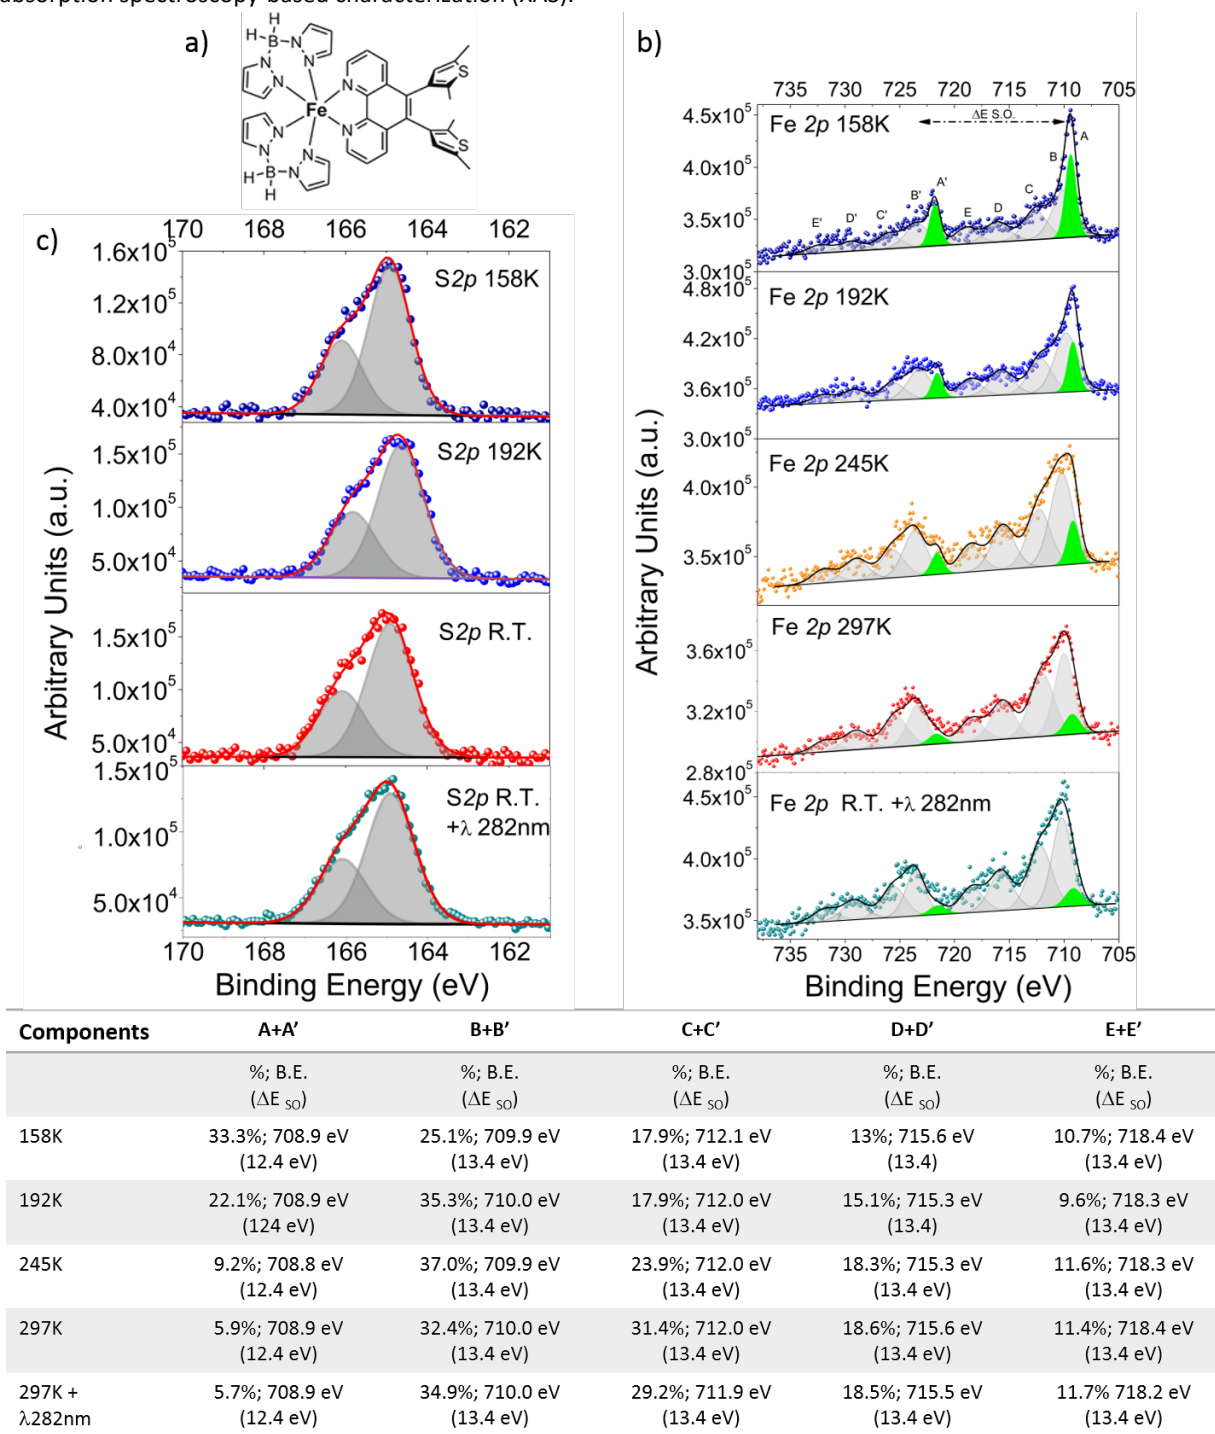 absorption spectroscopy-based characterization (XAS).
a)
H
H
B
N
N
N
N
N
Fe
N
N
N
N
N
B
H
H
S
S
b)
735 730 725 720 715 710 705
4.5x10⁵
4.0x10⁵
3.5x10⁵
3.0x10⁵
Fe 2p 158K
ΔE S.O.
A
B
C
D
E
A'
B'
C'
D'
E'
4.8x10⁵
4.2x10⁵
3.6x10⁵
3.0x10⁵
Fe 2p 192K
4.0x10⁵
3.5x10⁵
Fe 2p 245K
3.6x10⁵
3.2x10⁵
2.8x10⁵
Fe 2p 297K
4.5x10⁵
4.0x10⁵
3.5x10⁵
Fe 2p R.T. +λ 282nm
735 730 725 720 715 710 705
Binding Energy (eV)
Arbitrary Units (a.u.)
c)
170 168 166 164 162
1.6x10⁵
1.2x10⁵
8.0x10⁴
4.0x10⁴
S2p 158K
1.5x10⁵
1.0x10⁵
5.0x10⁴
S2p 192K
1.5x10⁵
1.0x10⁵
5.0x10⁴
S2p R.T.
1.5x10⁵
1.0x10⁵
5.0x10⁴
S2p R.T.
+λ 282nm
170 168 166 164 162
Binding Energy (eV)
Arbitrary Units (a.u.)
Components A+A’ B+B’ C+C’ D+D’ E+E’
%; B.E. %; B.E. %; B.E. %; B.E. %; B.E.
(ΔE SO) (ΔE SO) (ΔE SO) (ΔE SO) (ΔE SO)
158K 33.3%; 708.9 eV 25.1%; 709.9 eV 17.9%; 712.1 eV 13%; 715.6 eV 10.7%; 718.4 eV
(12.4 eV) (13.4 eV) (13.4 eV) (13.4) (13.4 eV)
192K 22.1%; 708.9 eV 35.3%; 710.0 eV 17.9%; 712.0 eV 15.1%; 715.3 eV 9.6%; 718.3 eV
(124 eV) (13.4 eV) (13.4 eV) (13.4) (13.4 eV)
245K 9.2%; 708.8 eV 37.0%; 709.9 eV 23.9%; 712.0 eV 18.3%; 715.3 eV 11.6%; 718.3 eV
(12.4 eV) (13.4 eV) (13.4 eV) (13.4 eV) (13.4 eV)
297K 5.9%; 708.9 eV 32.4%; 710.0 eV 31.4%; 712.0 eV 18.6%; 715.6 eV 11.4%; 718.4 eV
(12.4 eV) (13.4 eV) (13.4 eV) (13.4 eV) (13.4 eV)
297K + 5.7%; 708.9 eV 34.9%; 710.0 eV 29.2%; 711.9 eV 18.5%; 715.5 eV 11.7% 718.2 eV
λ282nm (12.4 eV) (13.4 eV) (13.4 eV) (13.4 eV) (13.4 eV)